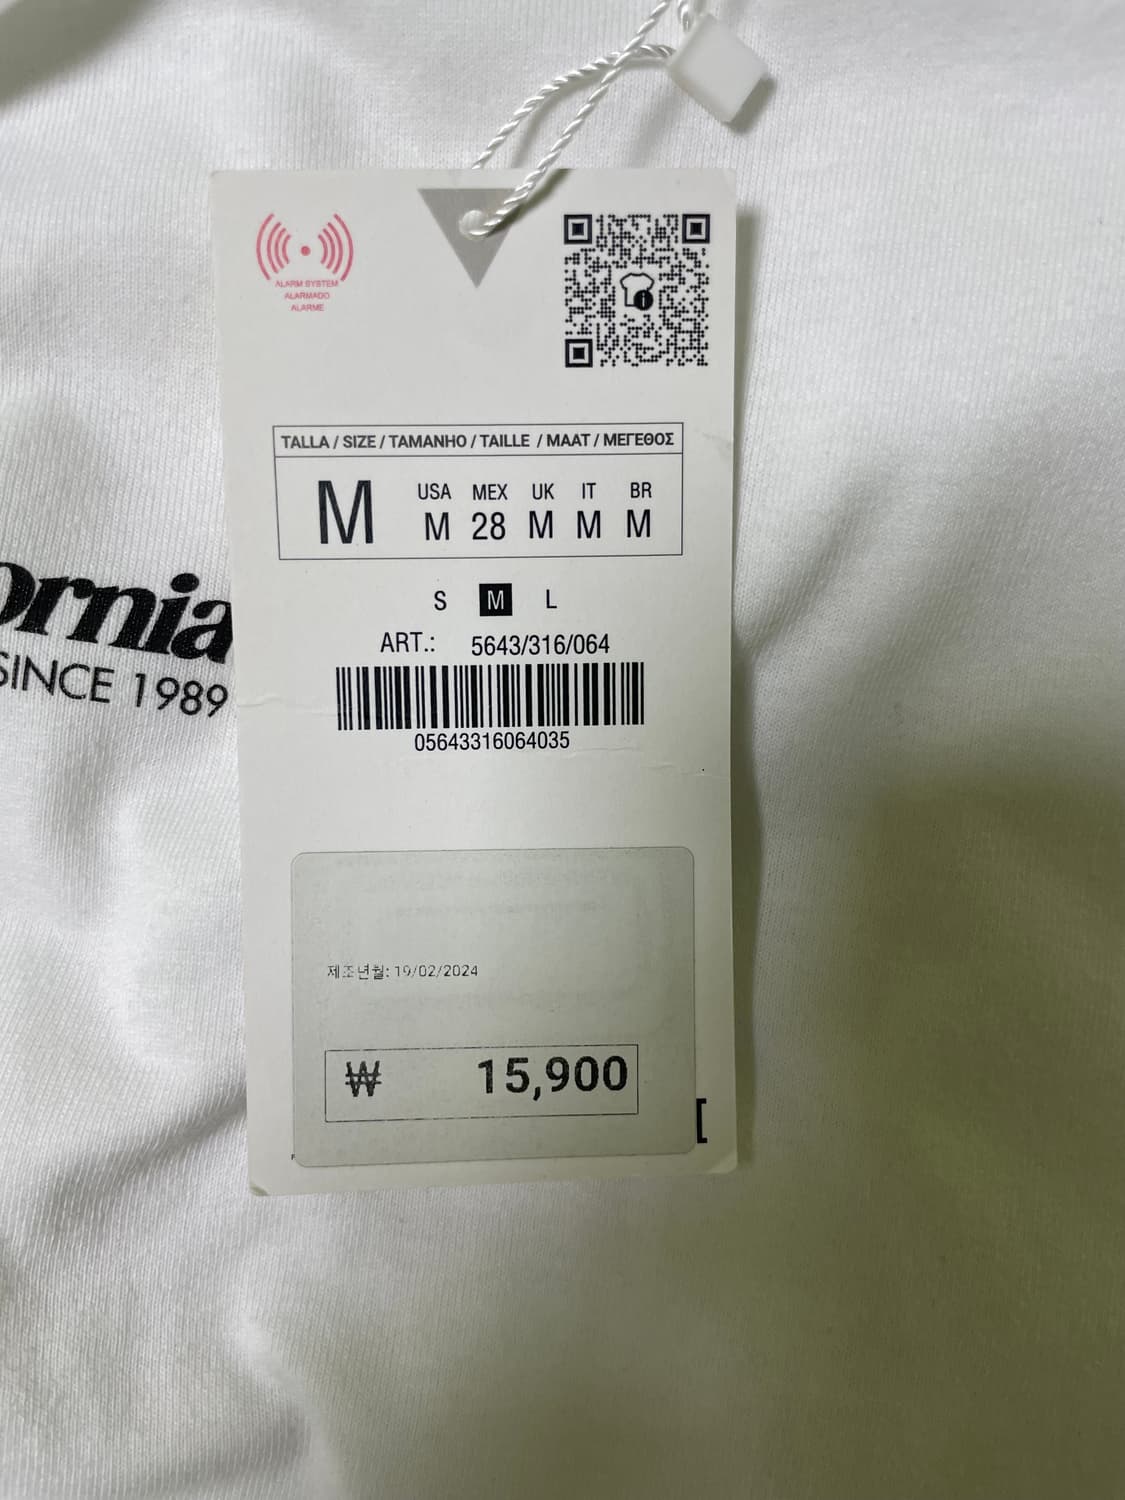 ALARM SYSTEM
ALARMADO
ALARME
TALLA / SIZE / TAMANHO / TAILLE / MAAT / ΜΕΓΕΘΟΣ
M
USA MEX UK IT BR
M 28 M M M
S M L
ART.: 5643/316/064
05643316064035
ornia
SINCE 1989
제조년월: 19/02/2024
₩ 15,900